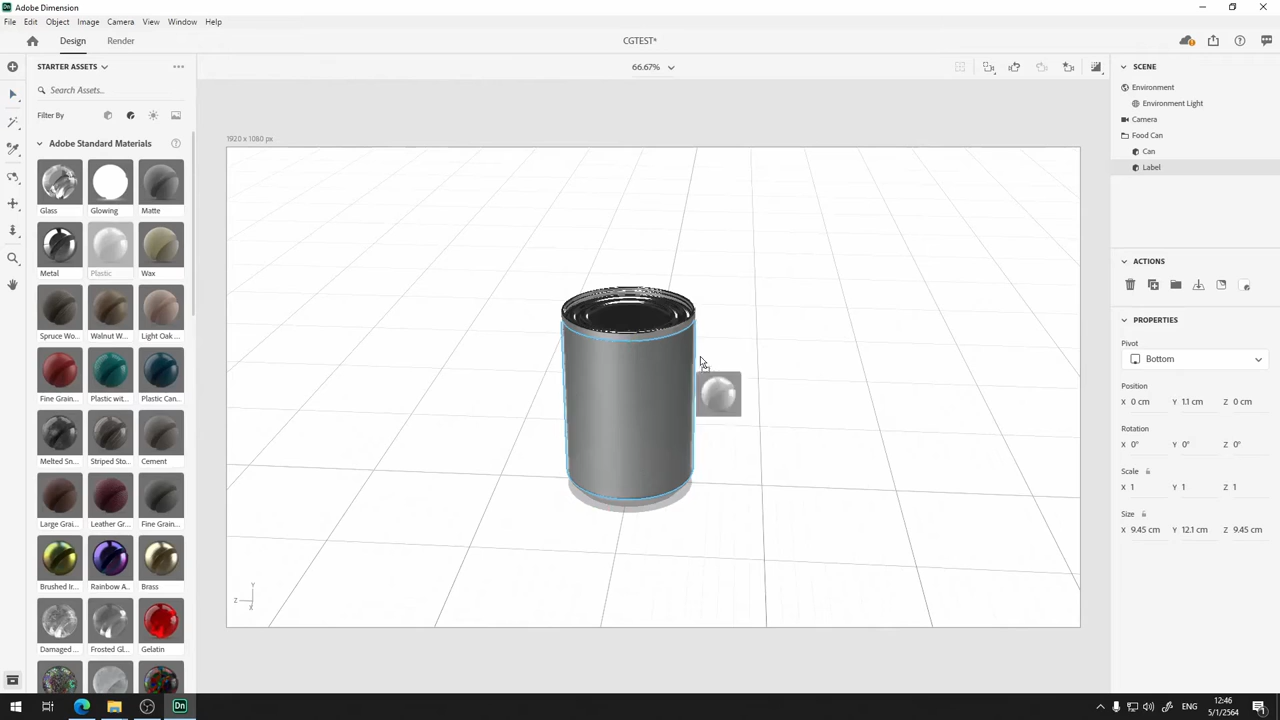 Adobe Dimension
File Edit Object Image Camera View Window Help
Design Render
CGTEST*
STARTER ASSETS
66.67%
Search Assets...
Filter By
Adobe Standard Materials
Glass Glowing Matte
Metal Plastic Wax
Spruce Wo... Walnut W... Light Oak ...
Fine Grain... Plastic wit... Plastic Can...
Melted Sn... Striped Sto... Cement
Large Grai... Leather Gr... Fine Grain...
Brushed Ir... Rainbow A... Brass
Damaged ... Frosted Gl... Gelatin
1920 x 1080 px
Y
Z
X
SCENE
Environment
Environment Light
Camera
Food Can
Can
Label
ACTIONS
PROPERTIES
Pivot
Bottom
Position
X 0 cm Y 1.1 cm Z 0 cm
Rotation
X 0° Y 0° Z 0°
Scale
X 1 Y 1 Z 1
Size
X 9.45 cm Y 12.1 cm Z 9.45 cm
Dn
ENG
12:46
5/1/2564